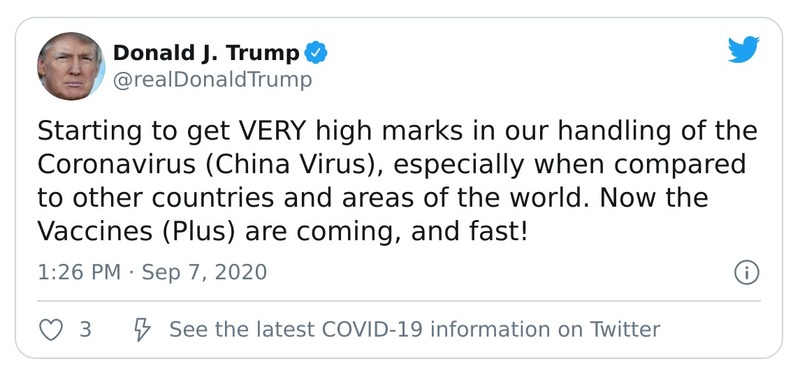 Donald J. Trump
@realDonaldTrump
Starting to get VERY high marks in our handling of the
Coronavirus (China Virus), especially when compared
to other countries and areas of the world. Now the
Vaccines (Plus) are coming, and fast!
1:26 PM · Sep 7, 2020
3 See the latest COVID-19 information on Twitter